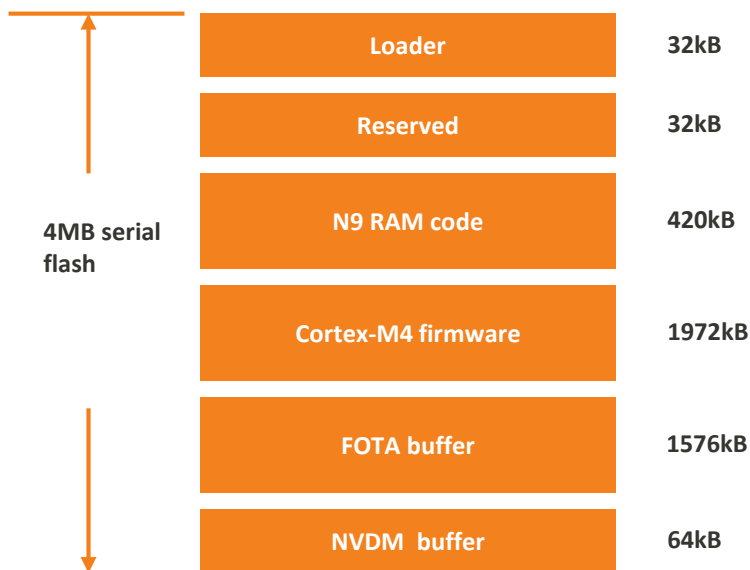 Loader 32kB
Reserved 32kB
N9 RAM code 420kB
4MB serial
flash
Cortex-M4 firmware 1972kB
FOTA buffer 1576kB
NVDM buffer 64kB